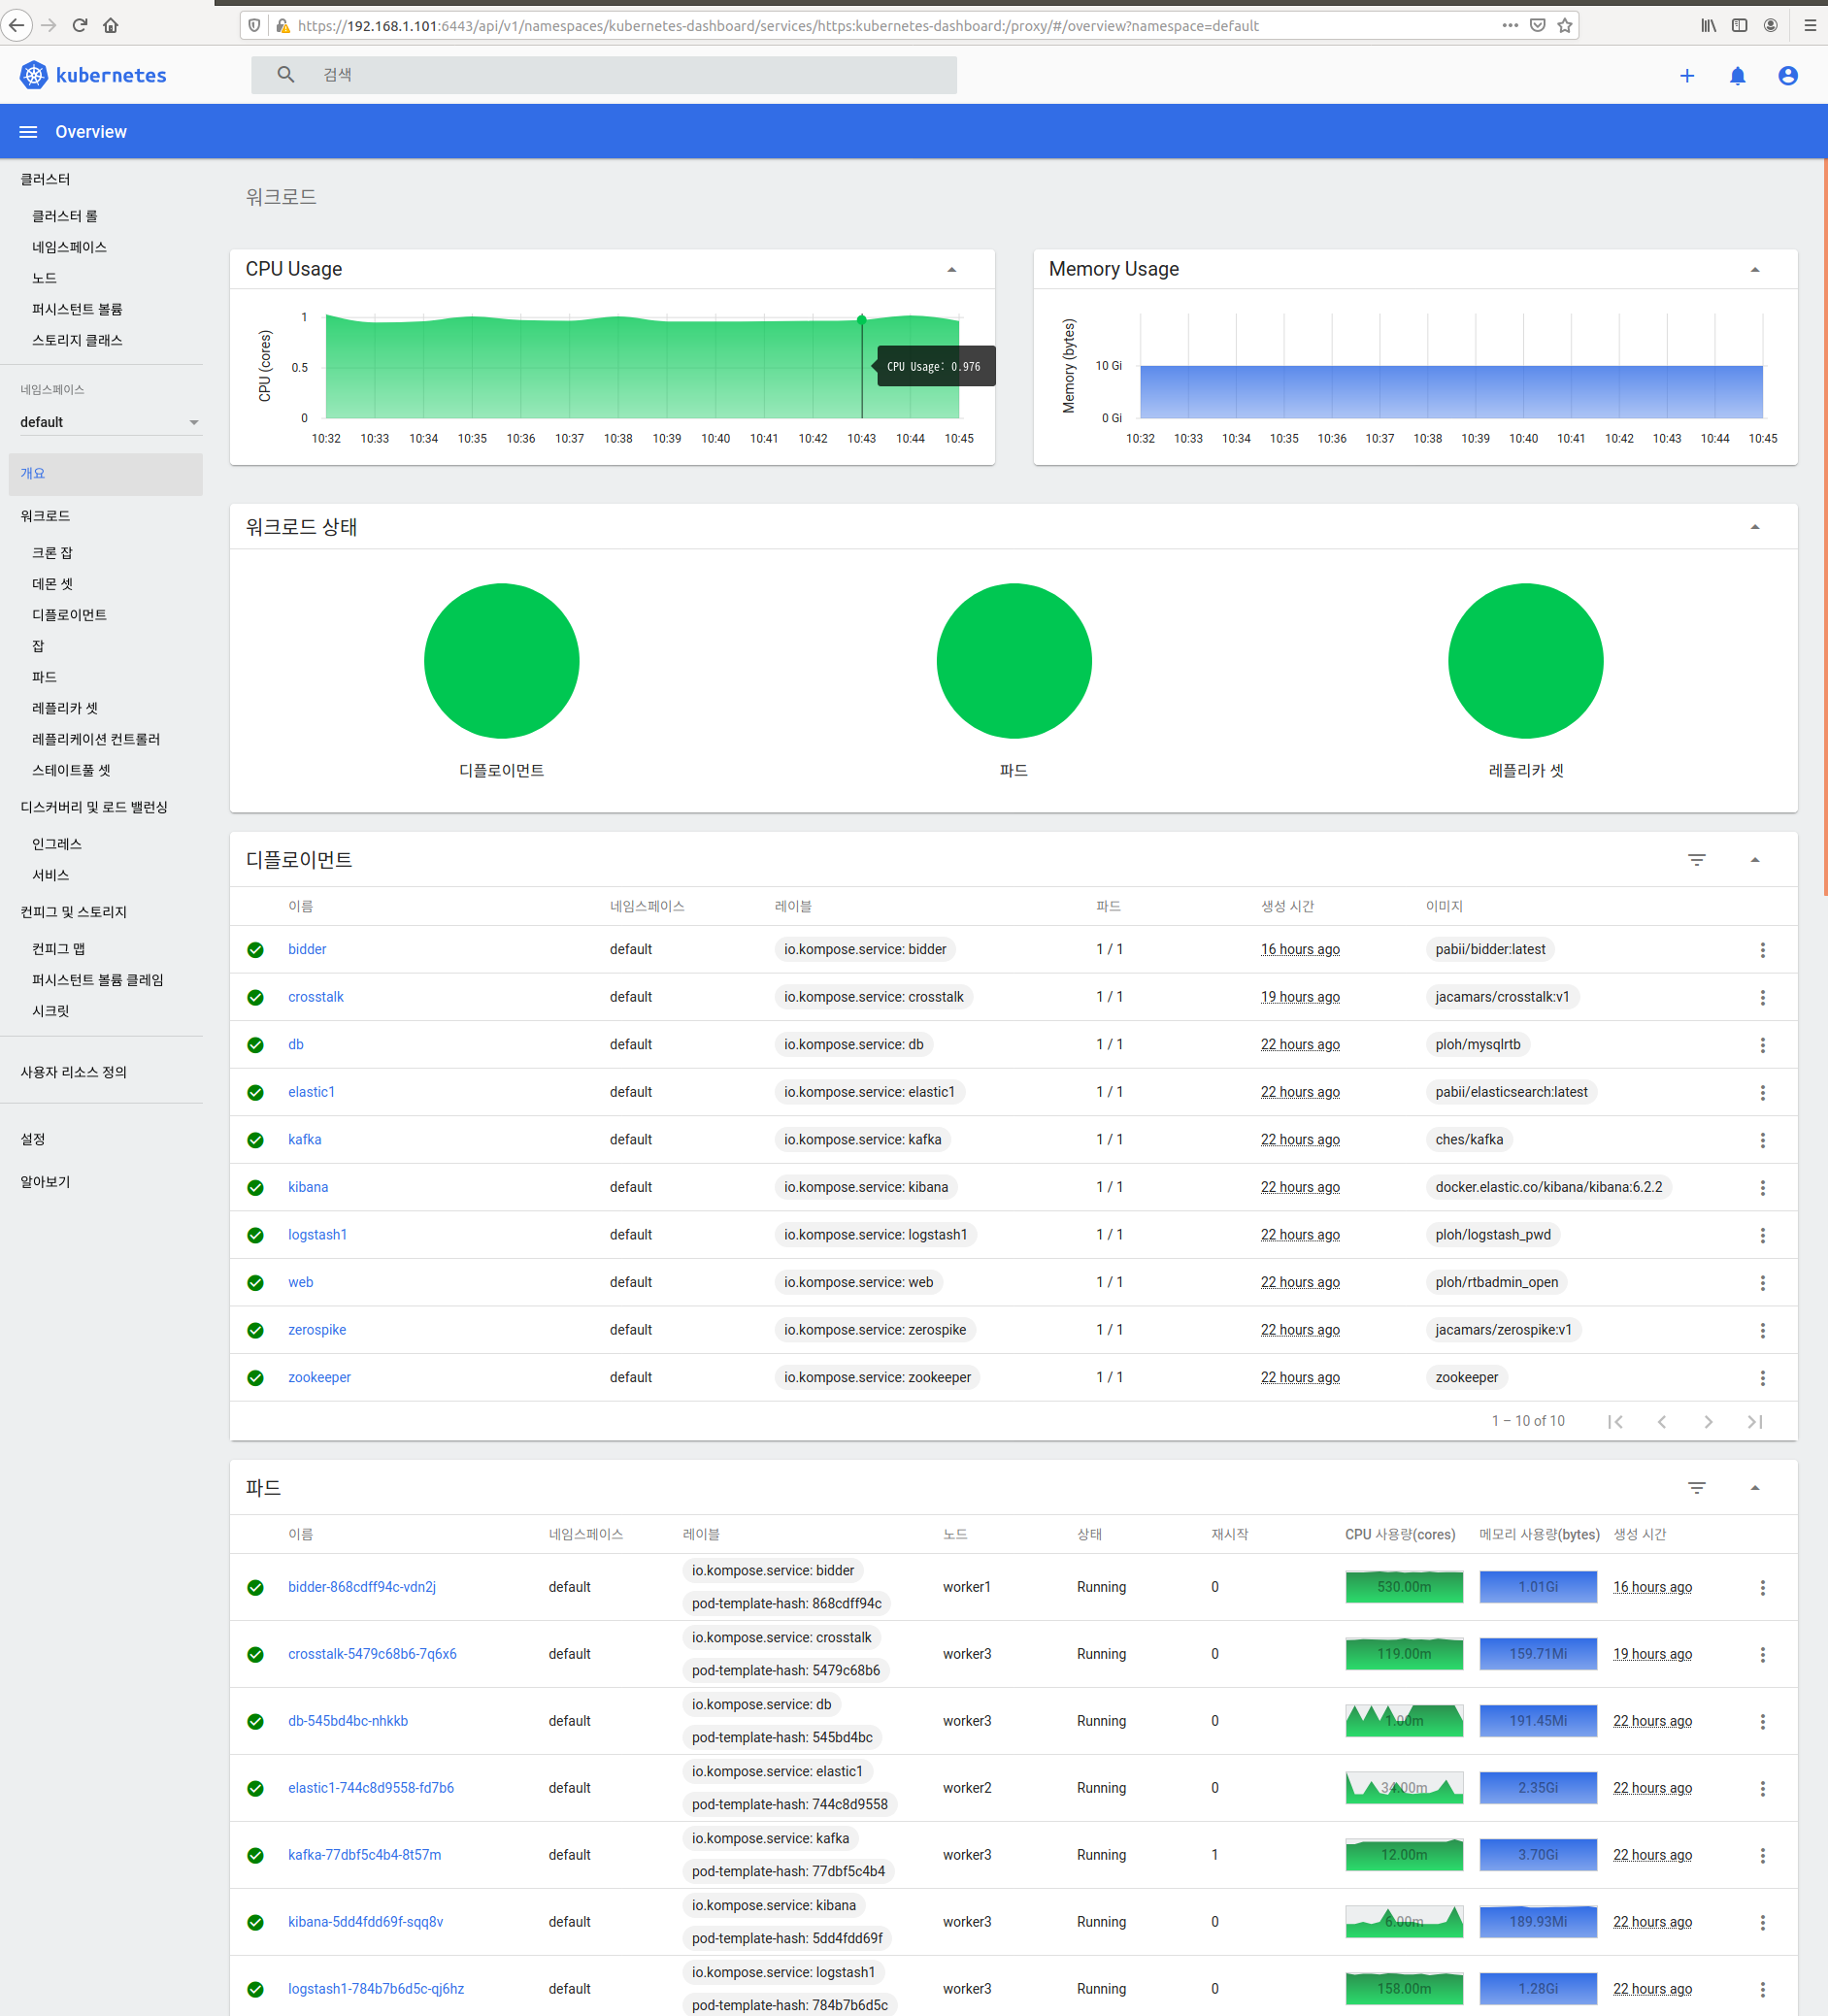 https://192.168.1.101:6443/api/v1/namespaces/kubernetes-dashboard/services/https:kubernetes-dashboard:/proxy/#/overview?namespace=default
kubernetes
검색
Overview
클러스터
클러스터 롤
네임스페이스
노드
퍼시스턴트 볼륨
스토리지 클래스
네임스페이스
default
개요
워크로드
크론 잡
데몬 셋
디플로이먼트
잡
파드
레플리카 셋
레플리케이션 컨트롤러
스테이트풀 셋
디스커버리 및 로드 밸런싱
인그레스
서비스
컨피그 및 스토리지
컨피그 맵
퍼시스턴트 볼륨 클레임
시크릿
사용자 리소스 정의
설정
알아보기
워크로드
CPU Usage
CPU (cores)
1
0.5
0
CPU Usage: 0.976
10:32 10:33 10:34 10:35 10:36 10:37 10:38 10:39 10:40 10:41 10:42 10:43 10:44 10:45
Memory Usage
Memory (bytes)
10 Gi
0 Gi
10:32 10:33 10:34 10:35 10:36 10:37 10:38 10:39 10:40 10:41 10:42 10:43 10:44 10:45
워크로드 상태
디플로이먼트 파드 레플리카 셋
디플로이먼트
이름 네임스페이스 레이블 파드 생성 시간 이미지
bidder default io.kompose.service: bidder 1 / 1 16 hours ago pabii/bidder:latest
crosstalk default io.kompose.service: crosstalk 1 / 1 19 hours ago jacamars/crosstalk:v1
db default io.kompose.service: db 1 / 1 22 hours ago ploh/mysqlrtb
elastic1 default io.kompose.service: elastic1 1 / 1 22 hours ago pabii/elasticsearch:latest
kafka default io.kompose.service: kafka 1 / 1 22 hours ago ches/kafka
kibana default io.kompose.service: kibana 1 / 1 22 hours ago docker.elastic.co/kibana/kibana:6.2.2
logstash1 default io.kompose.service: logstash1 1 / 1 22 hours ago ploh/logstash_pwd
web default io.kompose.service: web 1 / 1 22 hours ago ploh/rtbadmin_open
zerospike default io.kompose.service: zerospike 1 / 1 22 hours ago jacamars/zerospike:v1
zookeeper default io.kompose.service: zookeeper 1 / 1 22 hours ago zookeeper
1 – 10 of 10
파드
이름 네임스페이스 레이블 노드 상태 재시작 CPU 사용량(cores) 메모리 사용량(bytes) 생성 시간
io.kompose.service: bidder
bidder-868cdff94c-vdn2j default worker1 Running 0 530.00m 1.01Gi 16 hours ago
pod-template-hash: 868cdff94c
io.kompose.service: crosstalk
crosstalk-5479c68b6-7q6x6 default worker3 Running 0 119.00m 159.71Mi 19 hours ago
pod-template-hash: 5479c68b6
io.kompose.service: db
db-545bd4bc-nhkkb default worker3 Running 0 1.00m 191.45Mi 22 hours ago
pod-template-hash: 545bd4bc
io.kompose.service: elastic1
elastic1-744c8d9558-fd7b6 default worker2 Running 0 34.00m 2.35Gi 22 hours ago
pod-template-hash: 744c8d9558
io.kompose.service: kafka
kafka-77dbf5c4b4-8t57m default worker3 Running 1 12.00m 3.70Gi 22 hours ago
pod-template-hash: 77dbf5c4b4
io.kompose.service: kibana
kibana-5dd4fdd69f-sqq8v default worker3 Running 0 6.00m 189.93Mi 22 hours ago
pod-template-hash: 5dd4fdd69f
io.kompose.service: logstash1
logstash1-784b7b6d5c-qj6hz default worker3 Running 0 158.00m 1.28Gi 22 hours ago
pod-template-hash: 784b7b6d5c